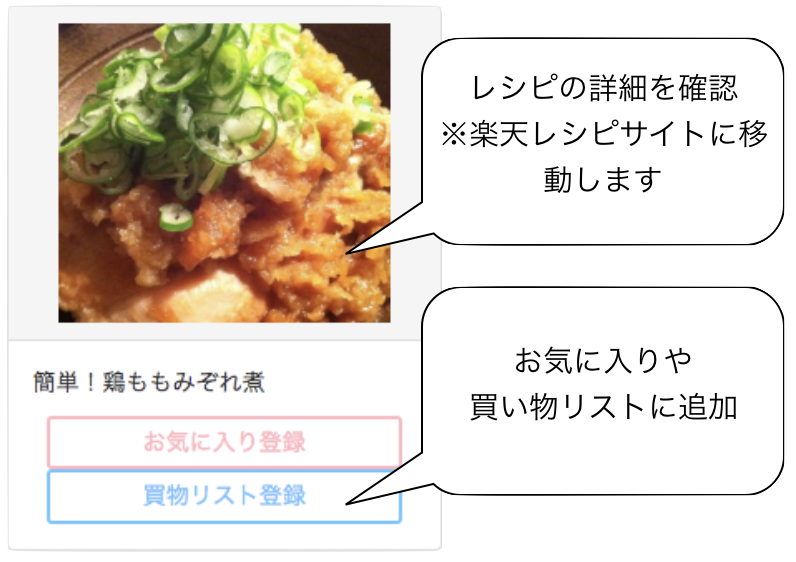 レシピの詳細を確認
※楽天レシピサイトに移
動します
簡単！鶏ももみぞれ煮
お気に入り登録
買物リスト登録
お気に入りや
買い物リストに追加